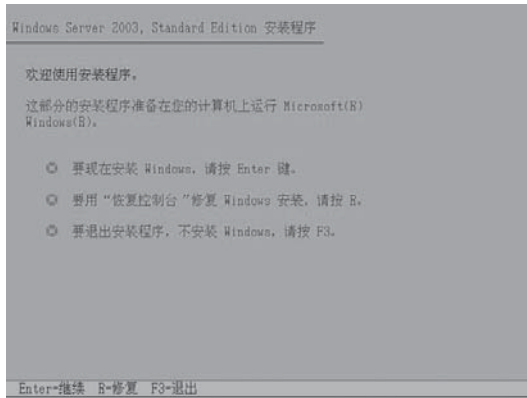 Windows Server 2003, Standard Edition 安装程序
欢迎使用安装程序。
这部分的安装程序准备在您的计算机上运行 Microsoft(R)
Windows(R)。
要现在安装 Windows，请按 Enter 键。
要用“恢复控制台”修复 Windows 安装，请按 R。
要退出安装程序，不安装 Windows，请按 F3。
Enter=继续 R=修复 F3=退出